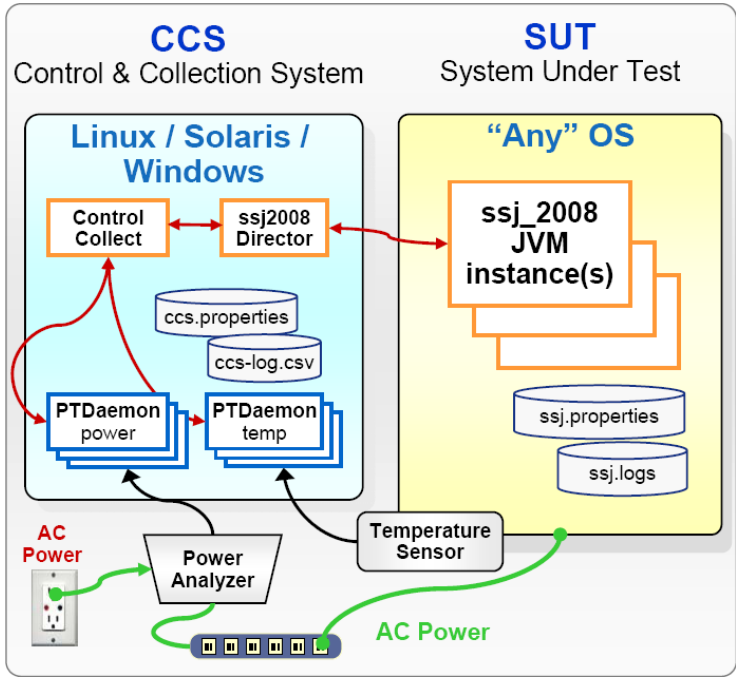 CCS
Control & Collection System
SUT
System Under Test
Linux / Solaris /
Windows
“Any” OS
Control
Collect
ssj2008
Director
ssj_2008
JVM
instance(s)
ccs.properties
ccs-log.csv
PTDaemon
power
PTDaemon
temp
ssj.properties
ssj.logs
AC
Power
Power
Analyzer
Temperature
Sensor
AC Power